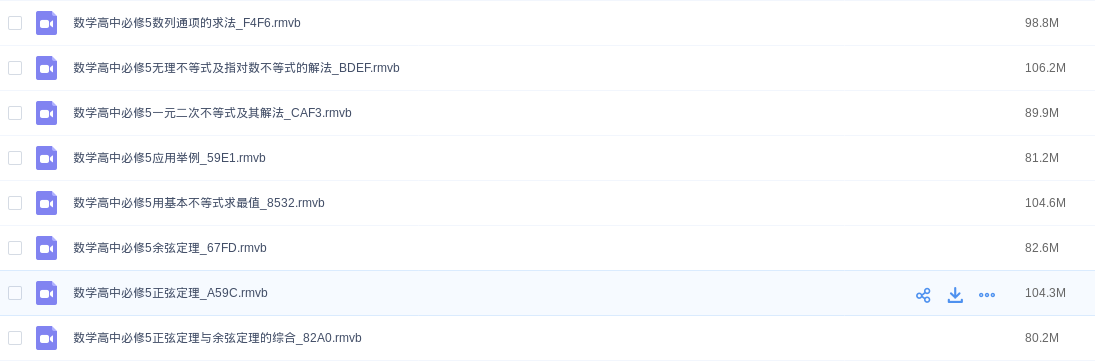 数学高中必修5数列通项的求法_F4F6.rmvb 98.8M
数学高中必修5无理不等式及指对数不等式的解法_BDEF.rmvb 106.2M
数学高中必修5一元二次不等式及其解法_CAF3.rmvb 89.9M
数学高中必修5应用举例_59E1.rmvb 81.2M
数学高中必修5用基本不等式求最值_8532.rmvb 104.6M
数学高中必修5余弦定理_67FD.rmvb 82.6M
数学高中必修5正弦定理_A59C.rmvb 104.3M
数学高中必修5正弦定理与余弦定理的综合_82A0.rmvb 80.2M